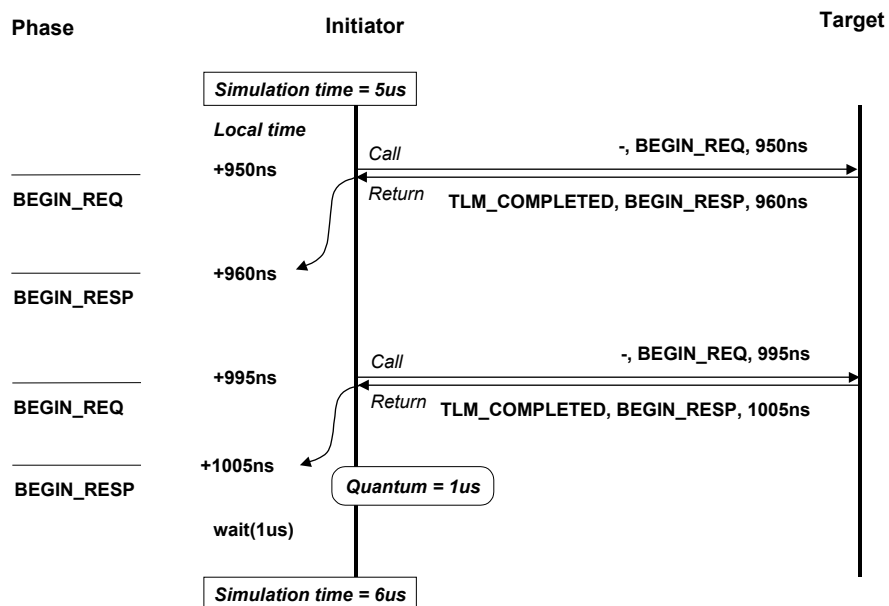 Phase Initiator Target
Simulation time = 5us
Local time
+950ns Call -, BEGIN_REQ, 950ns
BEGIN_REQ Return TLM_COMPLETED, BEGIN_RESP, 960ns
+960ns
BEGIN_RESP
+995ns Call -, BEGIN_REQ, 995ns
BEGIN_REQ Return TLM_COMPLETED, BEGIN_RESP, 1005ns
+1005ns
BEGIN_RESP Quantum = 1us
wait(1us)
Simulation time = 6us